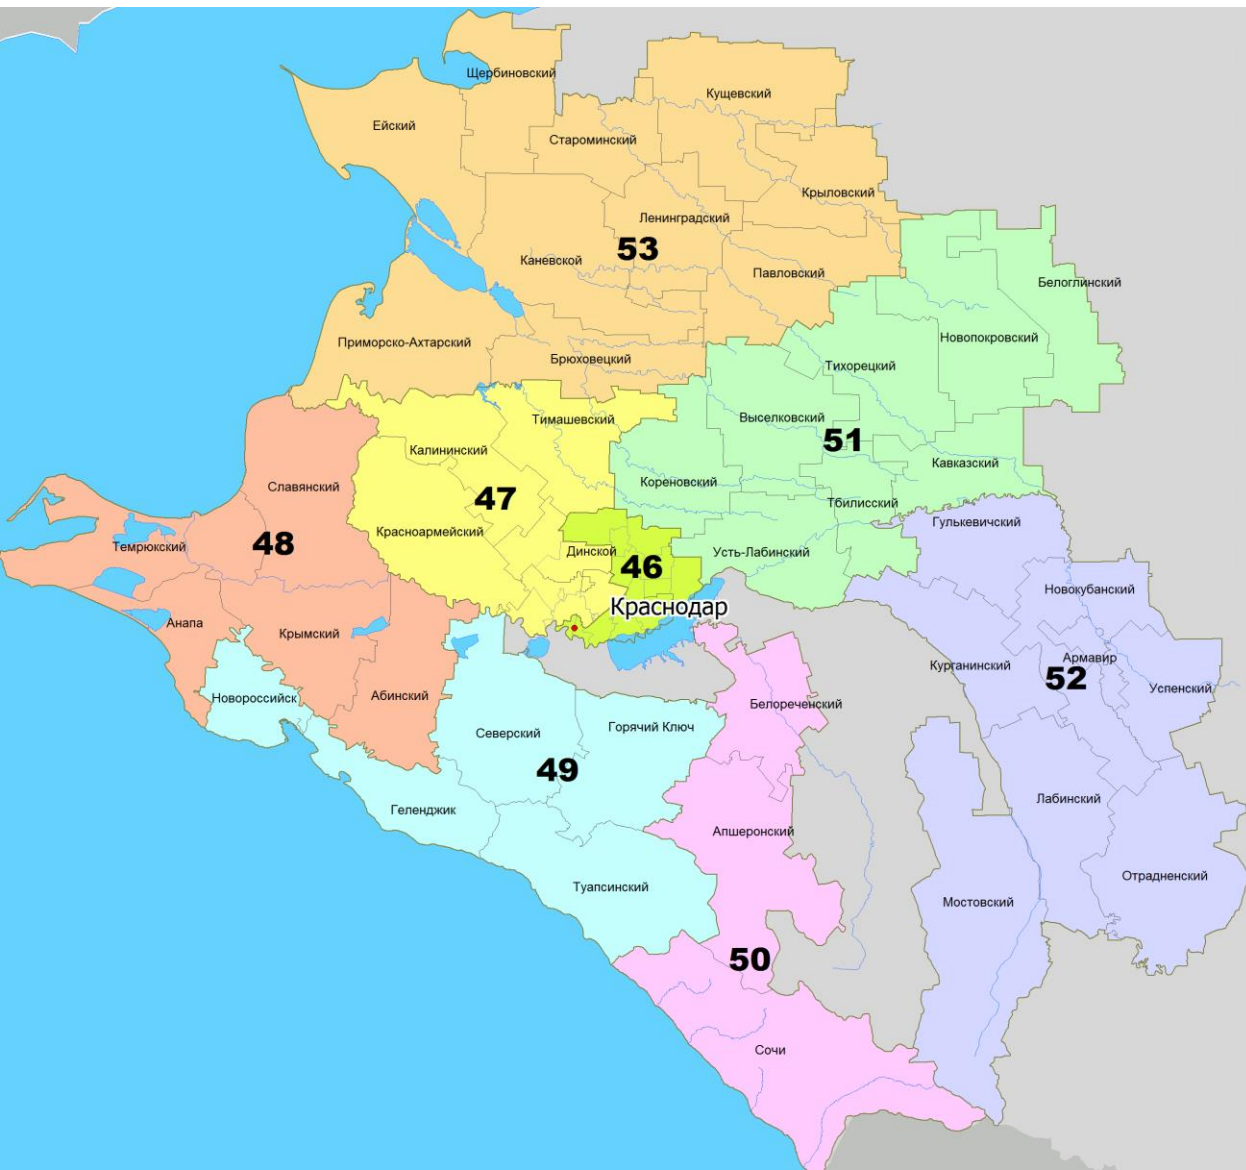 Щербиновский
Кущевский
Ейский
Староминский
Крыловский
Ленинградский
53
Каневской
Павловский
Белоглинский
Новопокровский
Приморско-Ахтарский
Брюховецкий
Тихорецкий
Тимашевский
Выселковский
51
Калининский
Кавказский
Кореновский
Славянский
47
Тбилисский
Гулькевичский
Красноармейский
48
Темрюкский
Динской
46
Усть-Лабинский
Новокубанский
Краснодар
Анапа
Крымский
Армавир
Курганинский
52
Успенский
Новороссийск
Абинский
Белореченский
Северский
Горячий Ключ
49
Лабинский
Геленджик
Апшеронский
Отрадненский
Туапсинский
Мостовский
50
Сочи